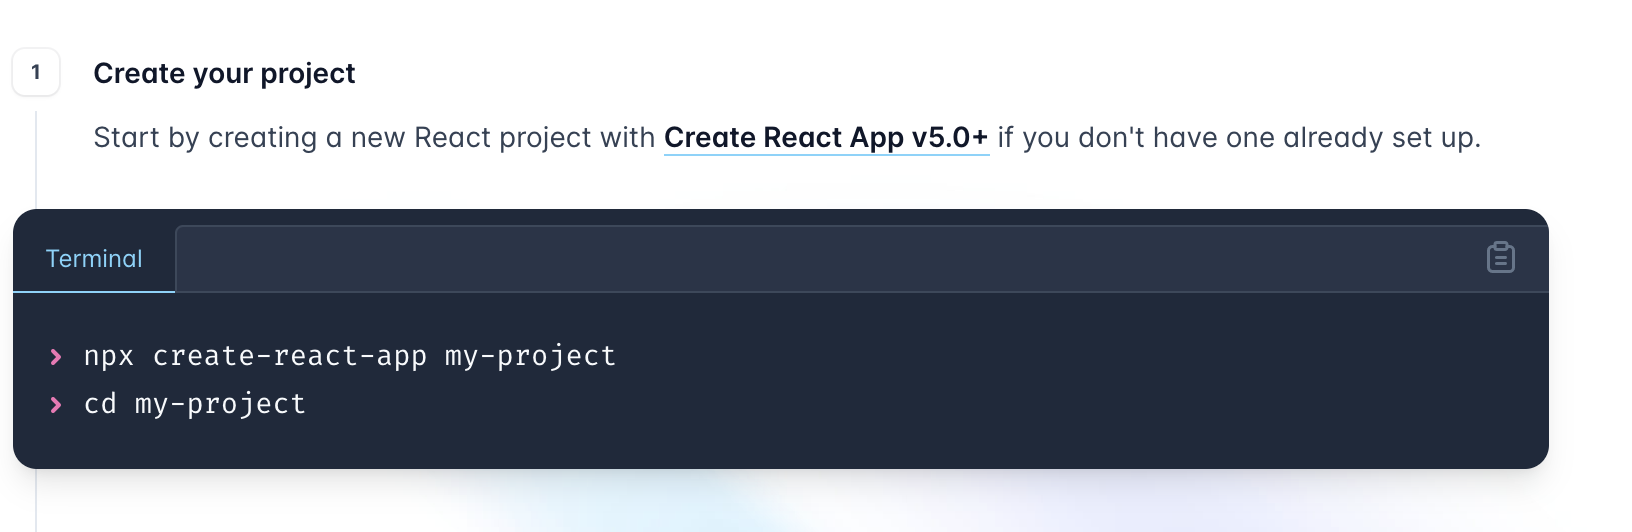 1
Create your project
Start by creating a new React project with Create React App v5.0+ if you don't have one already set up.
Terminal
› npx create-react-app my-project
› cd my-project